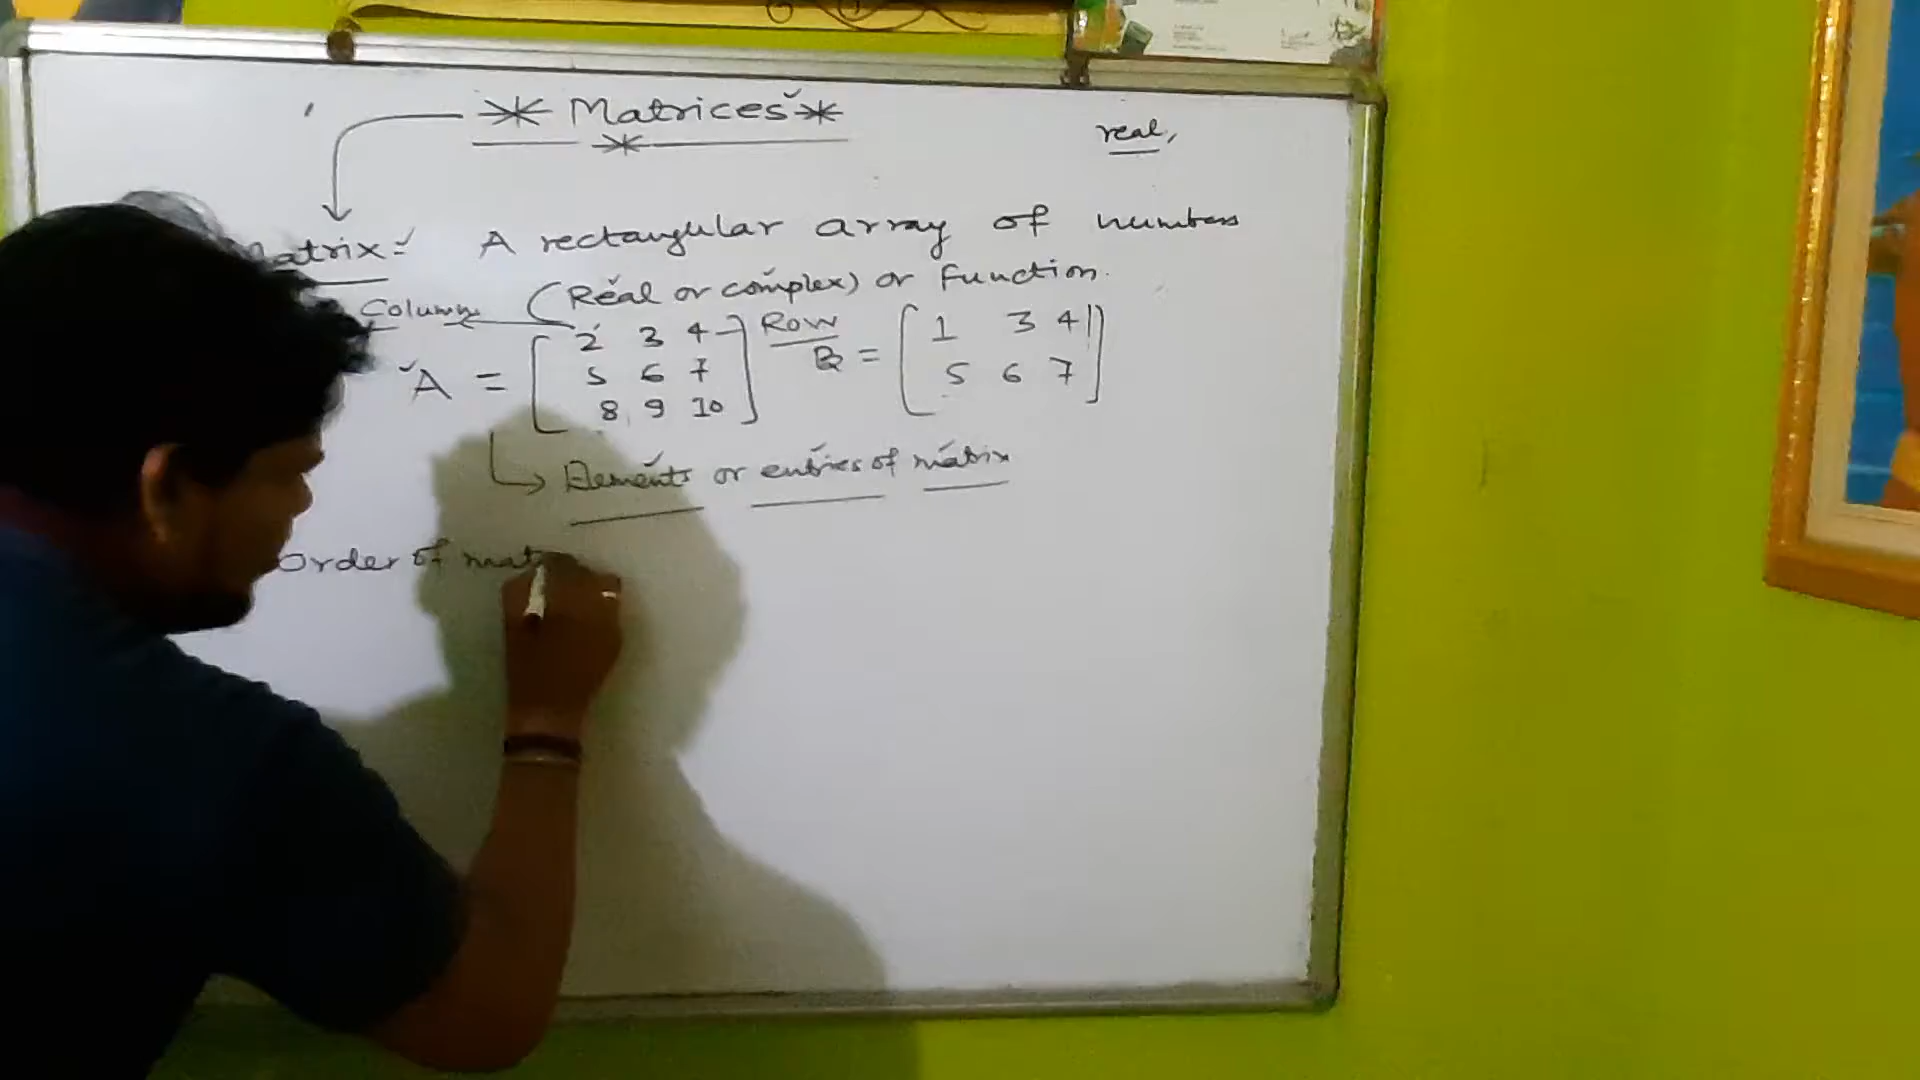 * Matrices *
*
real,
Matrix:- A rectangular array of numbers
(Real or complex) or Function.
Column
A = [ 2 3 4 ] Row
5 6 7
8 9 10
B = [ 1 3 4 ]
5 6 7
Elements or entries of matrix
Order of mat